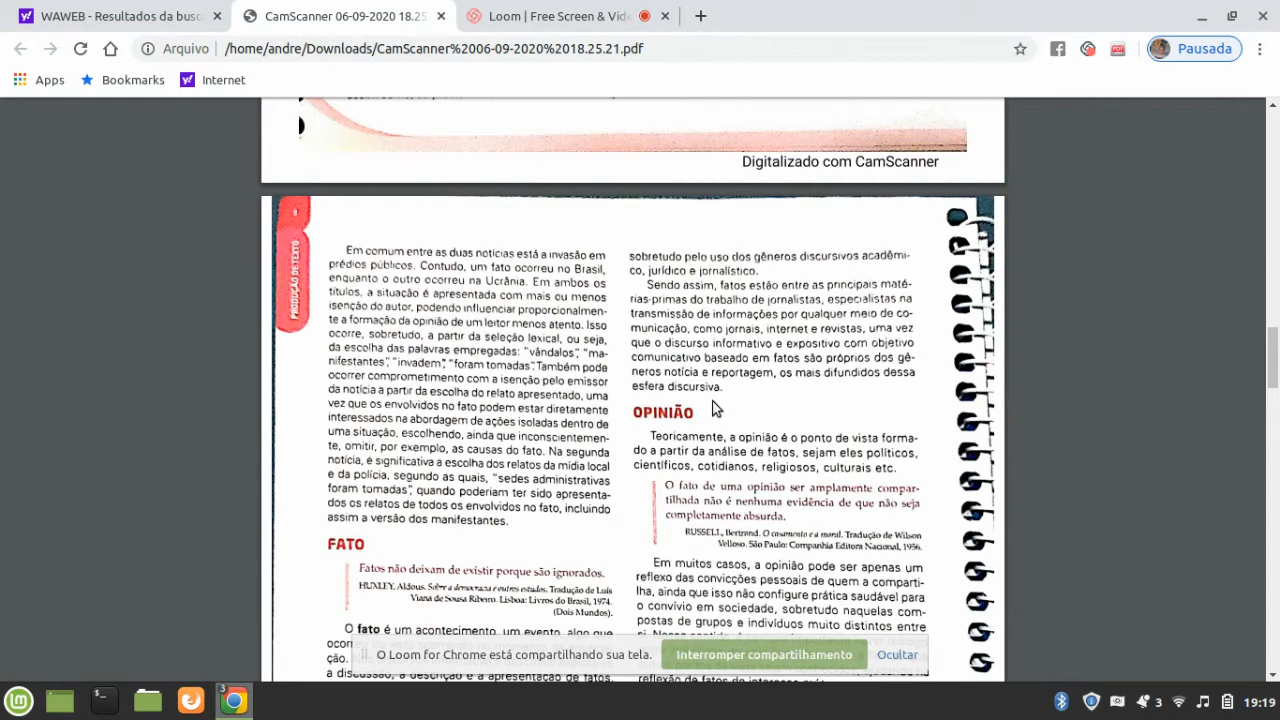 WAWEB - Resultados da busc
CamScanner 06-09-2020 18.25
Loom | Free Screen & Vide
Arquivo
/home/andre/Downloads/CamScanner%2006-09-2020%2018.25.21.pdf
Pausada
Apps
Bookmarks
Internet
Digitalizado com CamScanner
PRODUÇÃO DE TEXTO
Em comum entre as duas notícias está a invasão em
prédios públicos. Contudo, um fato ocorreu no Brasil,
enquanto o outro ocorreu na Ucrânia. Em ambos os
títulos, a situação é apresentada com mais ou menos
isenção do autor, podendo influenciar proporcionalmen-
te a formação da opinião de um leitor menos atento. Isso
ocorre, sobretudo, a partir da seleção lexical, ou seja,
da escolha das palavras empregadas: "vândalos", "ma-
nifestantes", "invadem", "foram tomadas". Também pode
ocorrer comprometimento com a isenção pelo emissor
da notícia a partir da escolha do relato apresentado, uma
vez que os envolvidos no fato podem estar diretamente
interessados na abordagem de ações isoladas dentro de
uma situação, escolhendo, ainda que inconscientemen-
te, omitir, por exemplo, as causas do fato. Na segunda
notícia, é significativa a escolha dos relatos da mídia local
e da polícia, segundo as quais, "sedes administrativas
foram tomadas", quando poderiam ter sido apresenta-
dos os relatos de todos os envolvidos no fato, incluindo
assim a versão dos manifestantes.
FATO
Fatos não deixam de existir porque são ignorados.
HUXLEY, Aldous. Sobre a democracia e outros estudos. Tradução de Luís
Viana de Sousa Ribeiro. Lisboa: Livros do Brasil, 1974.
(Dois Mundos).
O fato é um acontecimento, um evento, algo que
a discussão, a descrição e a apresentação de fatos,
sobretudo pelo uso dos gêneros discursivos acadêmi-
co, jurídico e jornalístico.
Sendo assim, fatos estão entre as principais maté-
rias-primas do trabalho de jornalistas, especialistas na
transmissão de informações por qualquer meio de co-
municação, como jornais, internet e revistas, uma vez
que o discurso informativo e expositivo com objetivo
comunicativo baseado em fatos são próprios dos gê-
neros notícia e reportagem, os mais difundidos dessa
esfera discursiva.
OPINIÃO
Teoricamente, a opinião é o ponto de vista forma-
do a partir da análise de fatos, sejam eles políticos,
científicos, cotidianos, religiosos, culturais etc.
O fato de uma opinião ser amplamente compar-
tilhada não é nenhuma evidência de que não seja
completamente absurda.
RUSSELL, Bertrand. O casamento e a moral. Tradução de Wilson
Velloso. São Paulo: Companhia Editora Nacional, 1956.
Em muitos casos, a opinião pode ser apenas um
reflexo das convicções pessoais de quem a comparti-
lha, ainda que isso não configure prática saudável para
o convívio em sociedade, sobretudo naquelas com-
postas de grupos e indivíduos muito distintos entre
reflexão de fatos de interesse
O Loom for Chrome está compartilhando sua tela.
Interromper compartilhamento
Ocultar
3
3
19:19